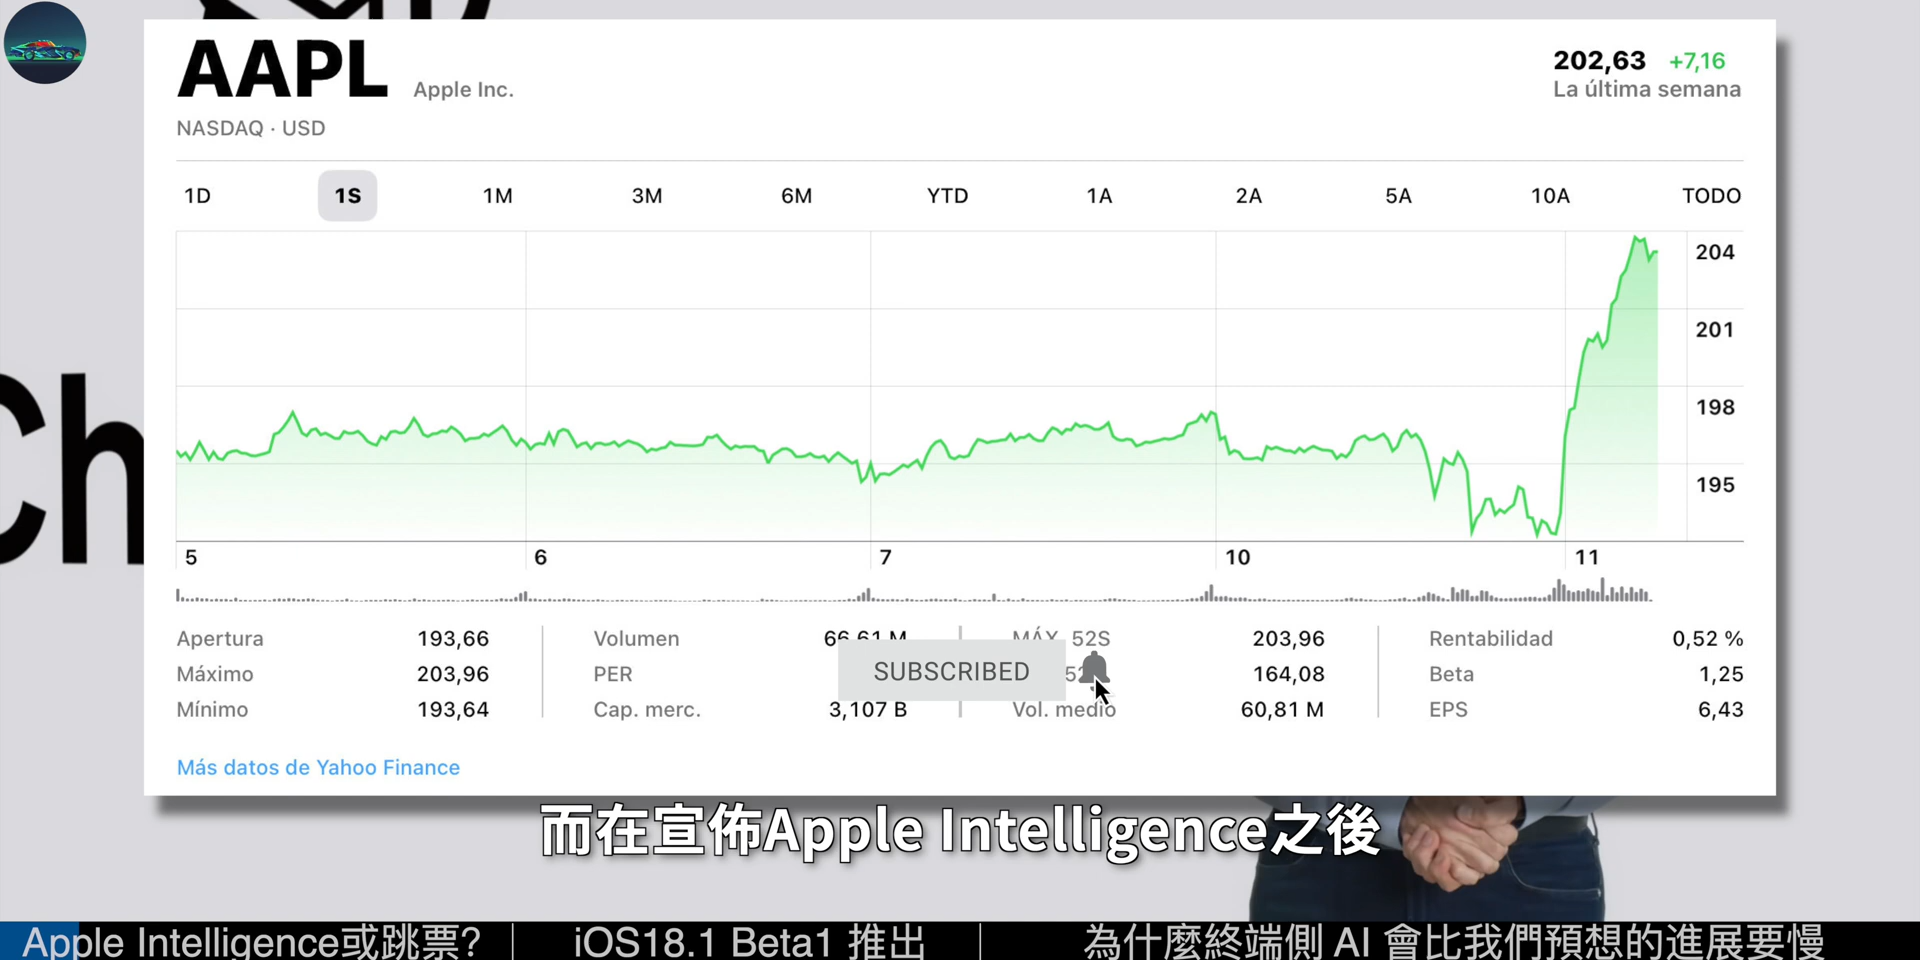 AAPL Apple Inc.
202,63 +7,16
La última semana
NASDAQ · USD
1D 1S 1M 3M 6M YTD 1A 2A 5A 10A TODO
204
201
198
195
5 6 7 10 11
Apertura 193,66 Volumen 66,61 M MÁX. 52S 203,96 Rentabilidad 0,52 %
Máximo 203,96 PER 164,08 Beta 1,25
SUBSCRIBED
Mínimo 193,64 Cap. merc. 3,107 B Vol. medio 60,81 M EPS 6,43
Más datos de Yahoo Finance
Ch
而在宣佈Apple Intelligence之後
Apple Intelligence或跳票? iOS18.1 Beta1 推出 為什麼終端側 AI 會比我們預想的進展要慢